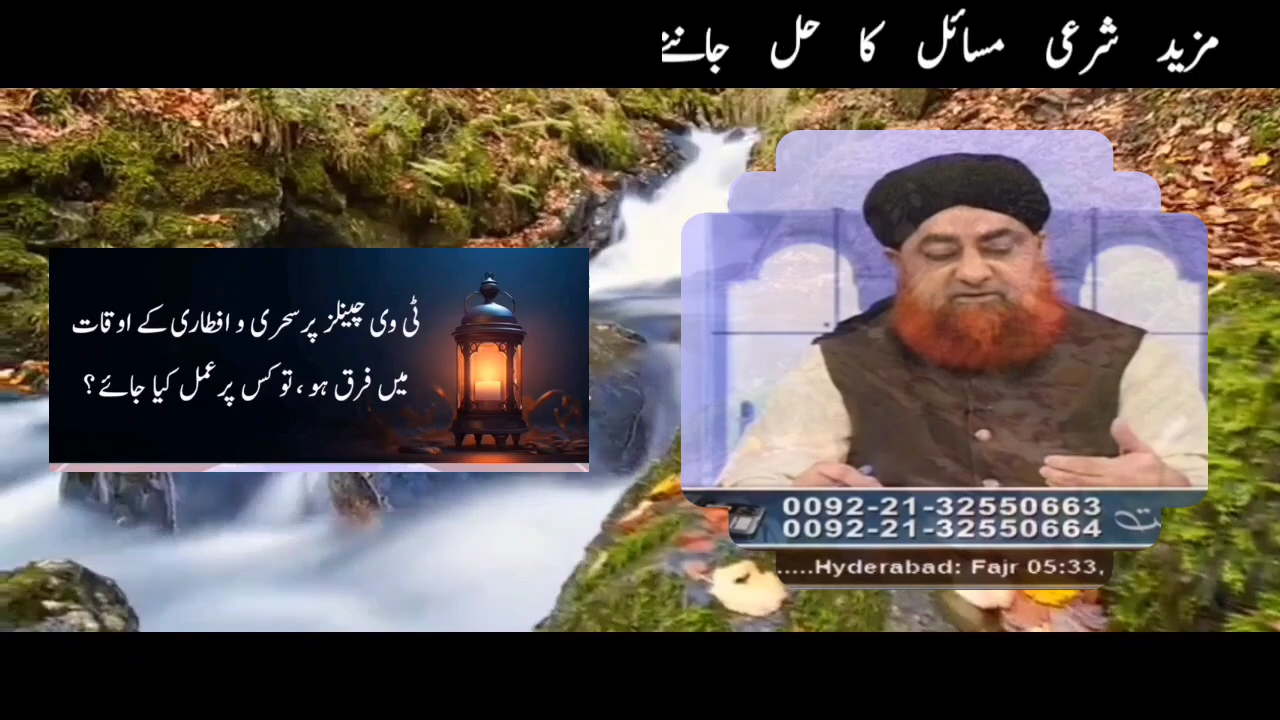 مزید شرعی مسائل کا حل جاننے
ٹی وی چینلز پر سحری و افطاری کے اوقات
میں فرق ہو ، تو کس پر عمل کیا جائے ؟
0092-21-32550663
0092-21-32550664
.....Hyderabad: Fajr 05:33,